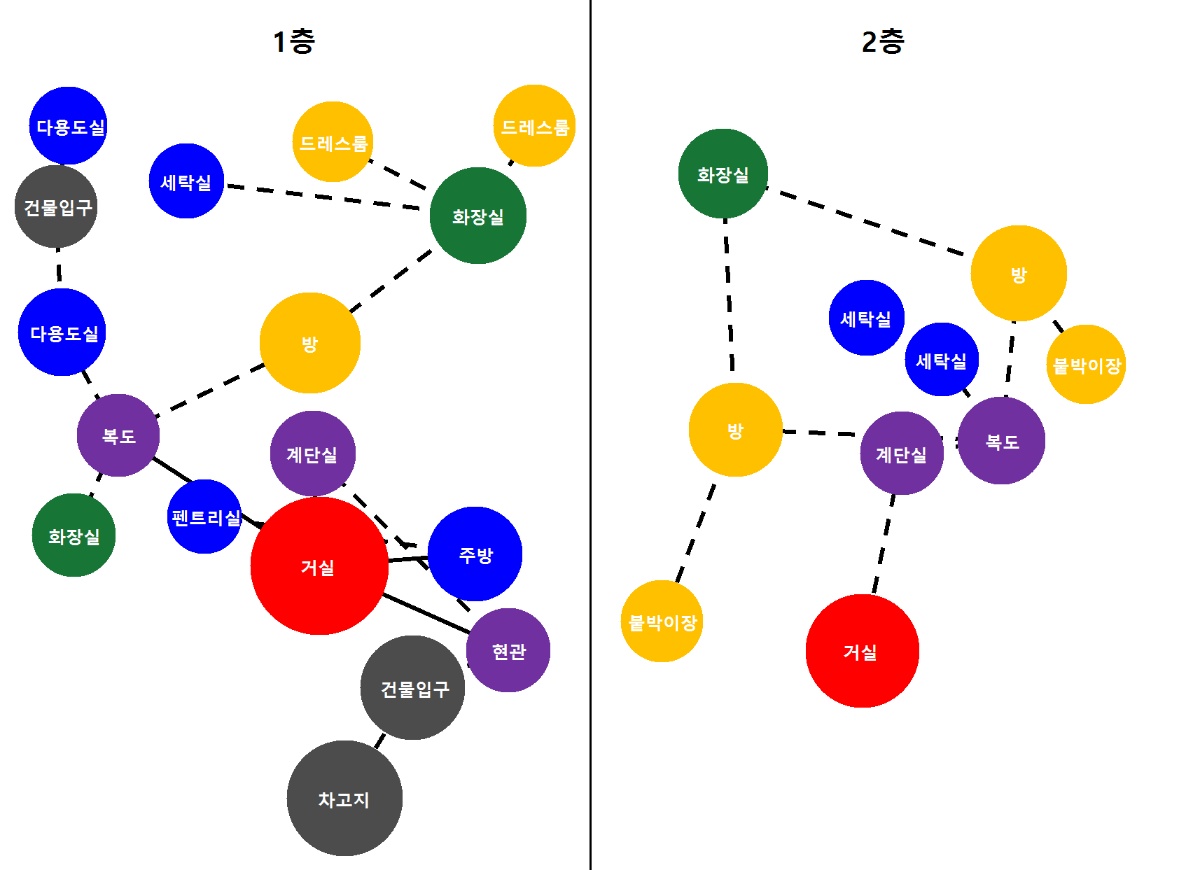 1층
다용도실
드레스룸
드레스룸
세탁실
건물입구
화장실
다용도실
방
복도
계단실
펜트리실
화장실
거실
주방
현관
건물입구
차고지
2층
화장실
방
세탁실
세탁실
붙박이장
방
계단실
복도
붙박이장
거실